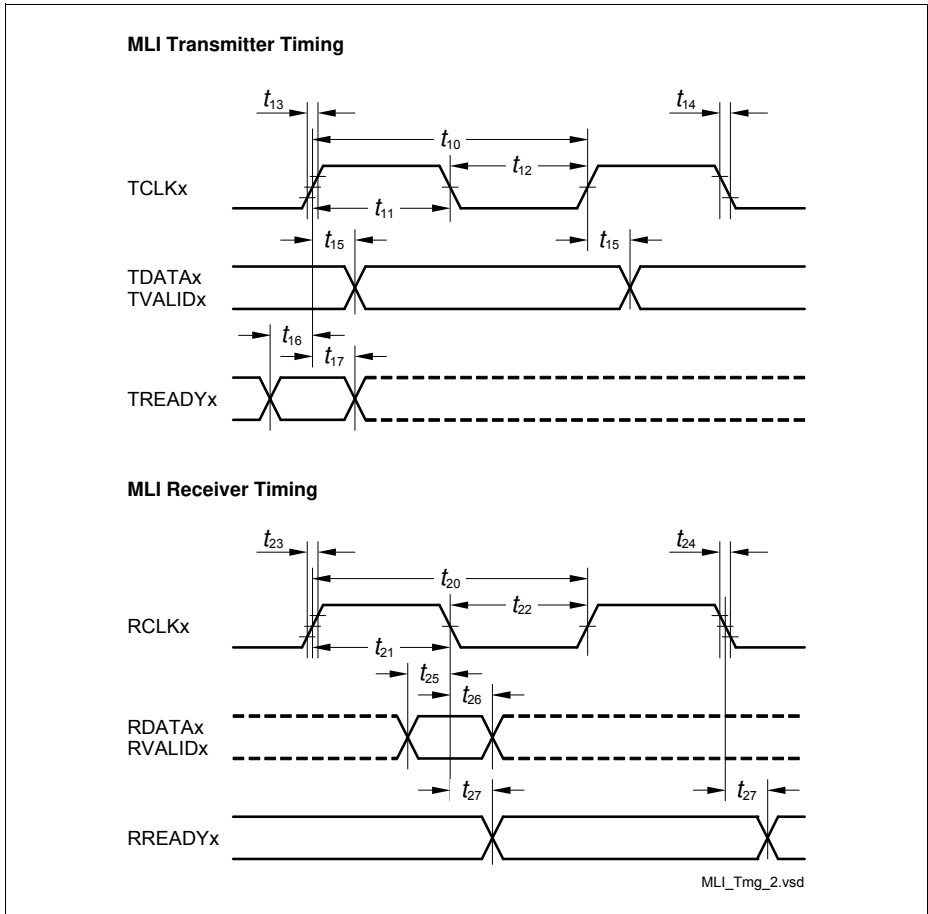 MLI Transmitter Timing
t13
t14
t10
t12
TCLKx
t11
t15
t15
TDATAx
TVALIDx
t16
t17
TREADYx
MLI Receiver Timing
t23
t24
t20
t22
RCLKx
t21
t25
t26
RDATAx
RVALIDx
t27
t27
RREADYx
MLI_Tmg_2.vsd